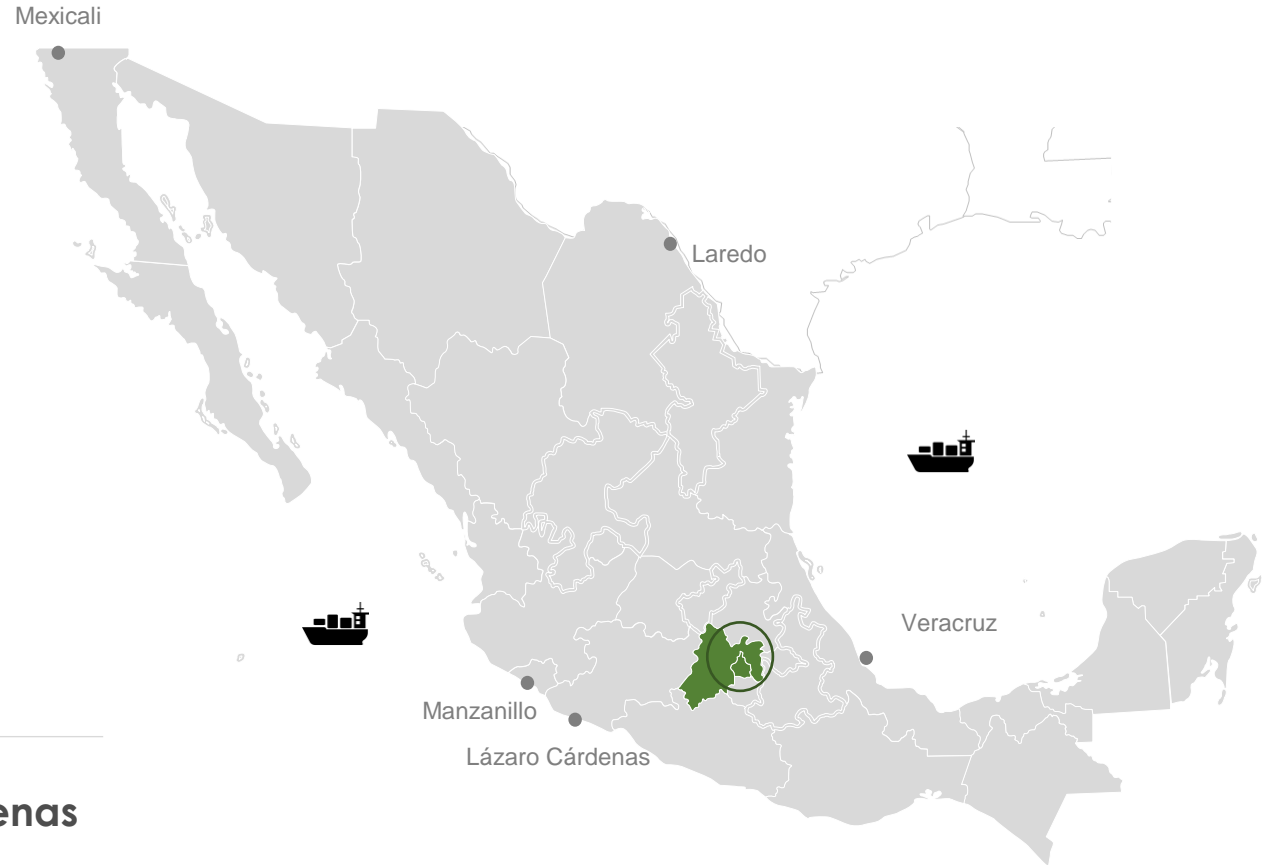 Mexicali
Laredo
Veracruz
Manzanillo
Lázaro Cárdenas
enas